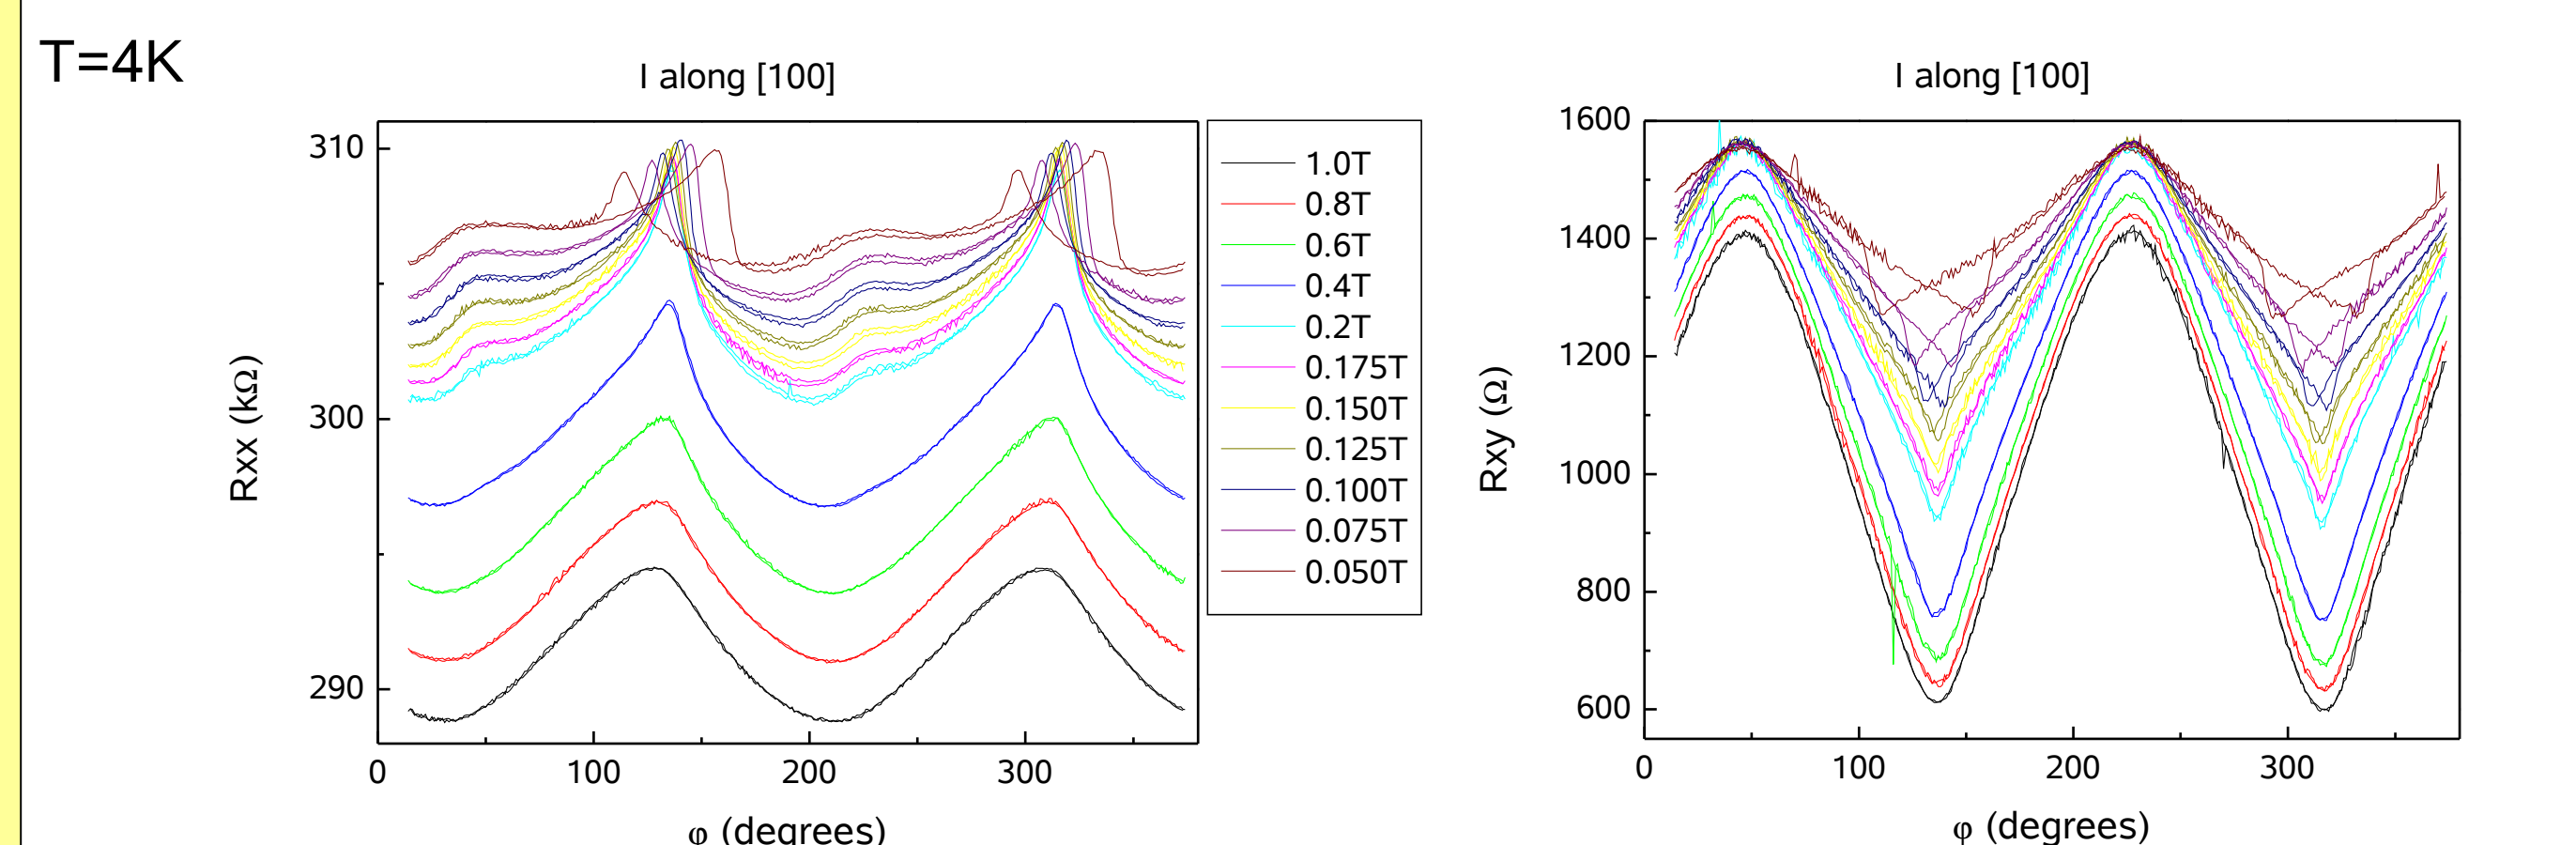 T=4K
I along [100]
310
300
290
Rxx (kΩ)
0 100 200 300
φ (degrees)
1.0T
0.8T
0.6T
0.4T
0.2T
0.175T
0.150T
0.125T
0.100T
0.075T
0.050T
I along [100]
1600
1400
1200
1000
800
600
Rxy (Ω)
0 100 200 300
φ (degrees)